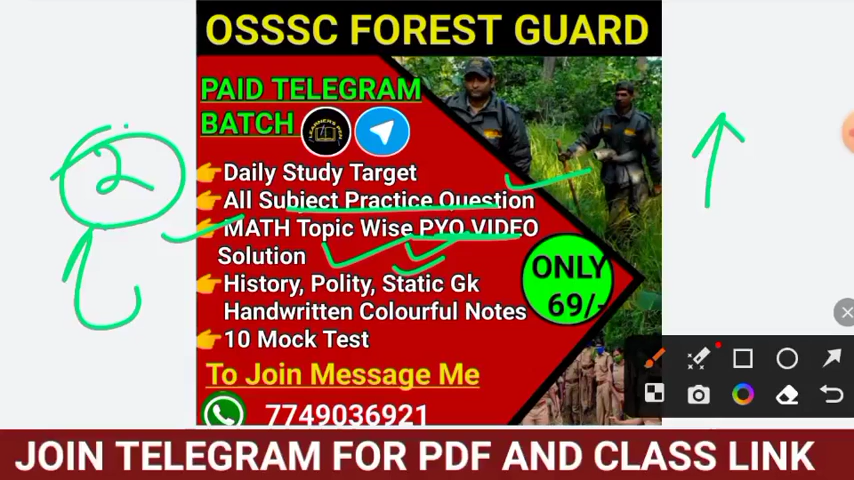 OSSSC FOREST GUARD
PAID TELEGRAM
BATCH
Daily Study Target
All Subject Practice Question
MATH Topic Wise PYQ VIDEO
Solution
History, Polity, Static Gk
Handwritten Colourful Notes
10 Mock Test
ONLY
69/-
To Join Message Me
7749036921
2
JOIN TELEGRAM FOR PDF AND CLASS LINK